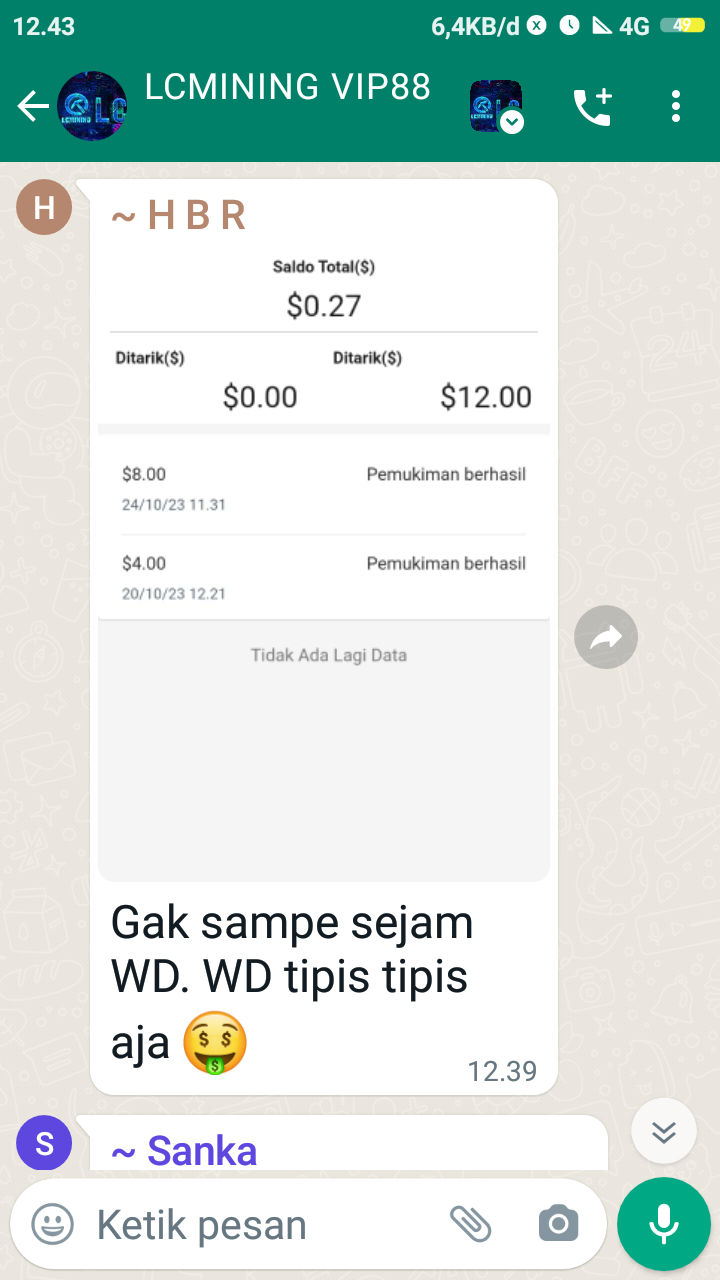 12.43
6,4KB/d
4G
49
LCMINING VIP88
H
~ H B R
Saldo Total($)
$0.27
Ditarik($) Ditarik($)
$0.00 $12.00
$8.00 Pemukiman berhasil
24/10/23 11.31
$4.00 Pemukiman berhasil
20/10/23 12.21
Tidak Ada Lagi Data
Gak sampe sejam
WD. WD tipis tipis
aja 🤑
12.39
S
~ Sanka
Ketik pesan